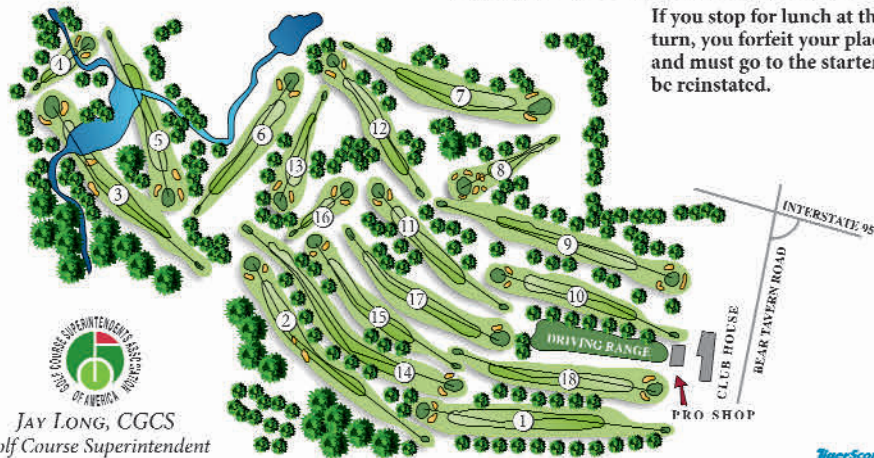 If you stop for lunch at th
turn, you forfeit your plac
and must go to the starter
be reinstated.
4
7
5
6
12
3
13
8
16
11
9
INTERSTATE 95
10
2
17
15
DRIVING RANGE
CLUB HOUSE
BEAR TAVERN ROAD
14
18
PRO SHOP
1
GOLF COURSE SUPERINTENDENTS ASSOCIATION
OF AMERICA
JAY LONG, CGCS
olf Course Superintendent
TigerScor